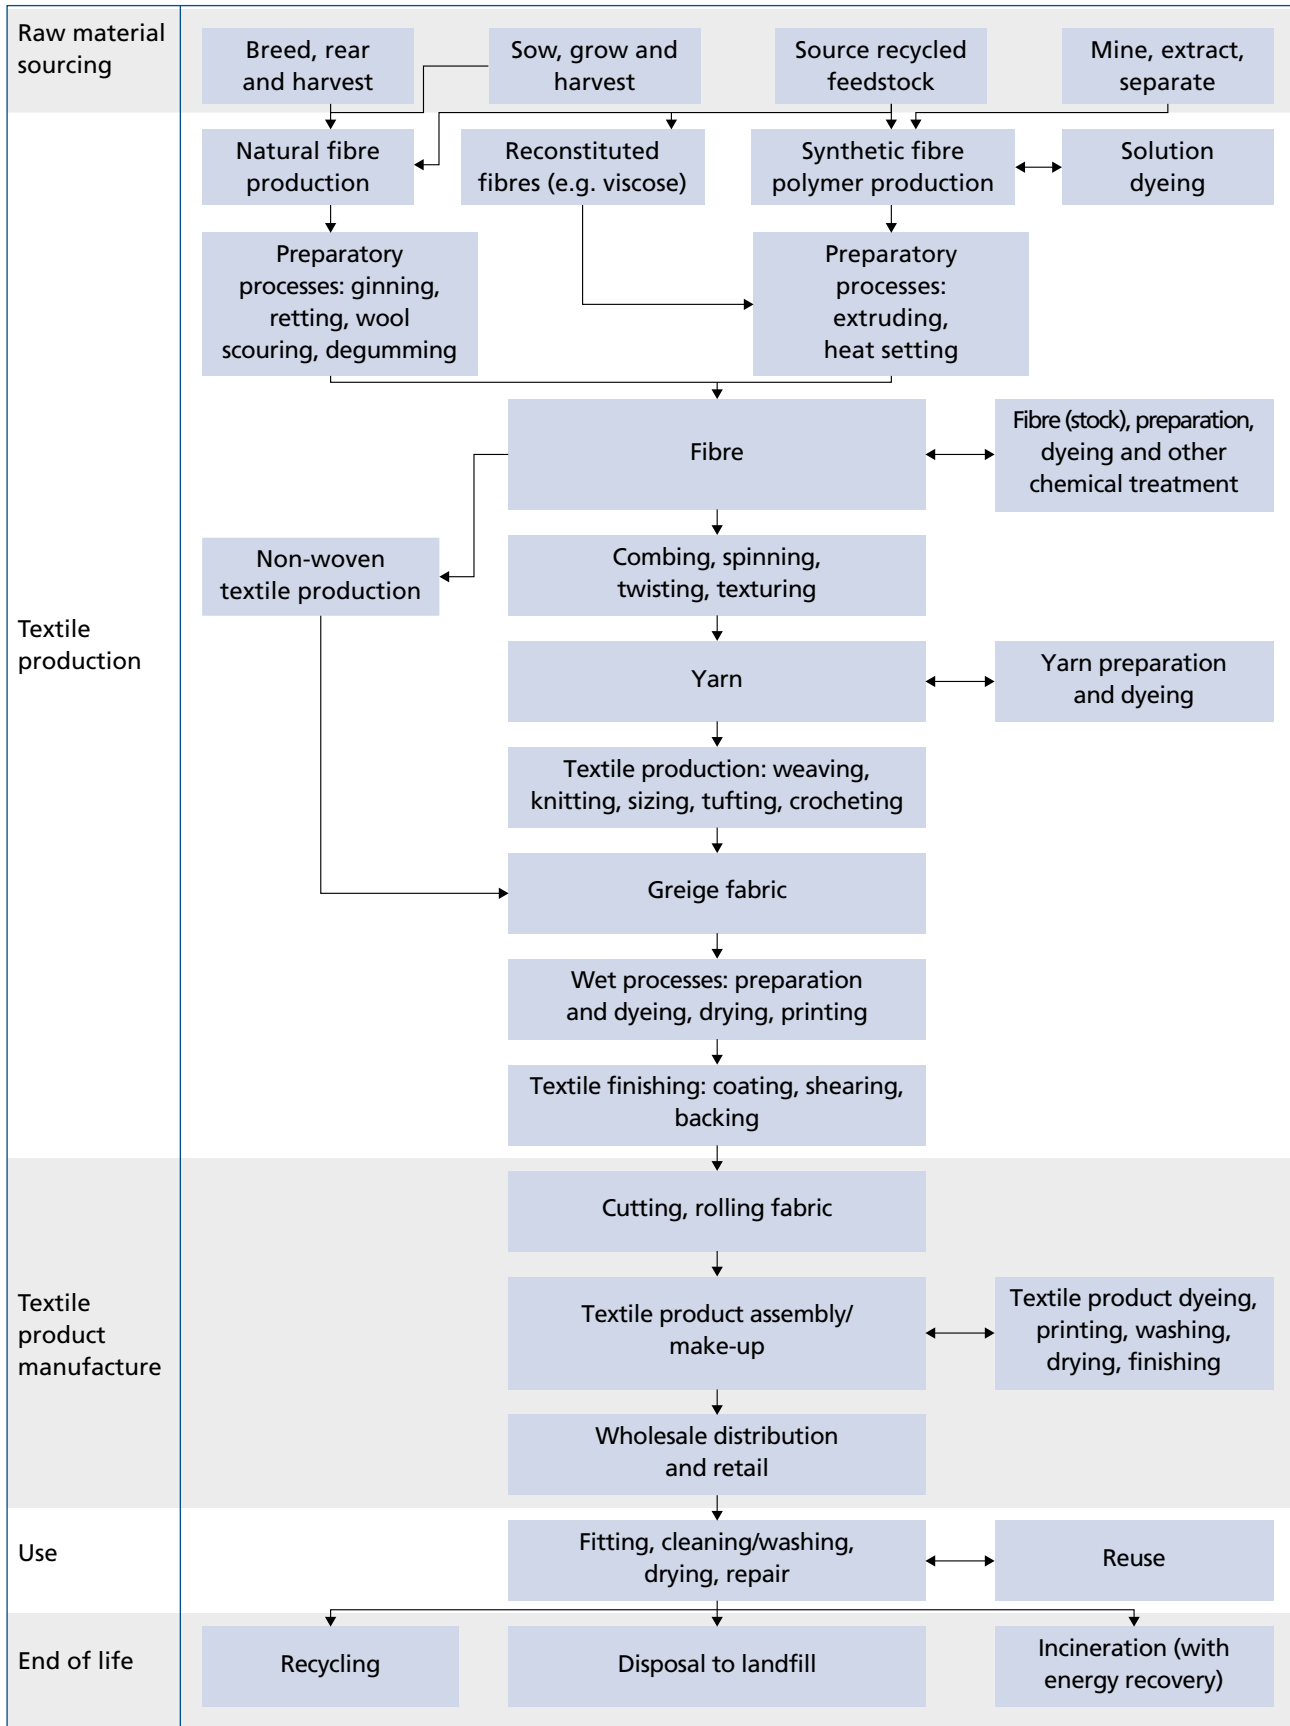 Raw material
sourcing
Breed, rear
and harvest
Sow, grow and
harvest
Source recycled
feedstock
Mine, extract,
separate
Textile
production
Natural fibre
production
Reconstituted
fibres (e.g. viscose)
Synthetic fibre
polymer production
Solution
dyeing
Preparatory
processes: ginning,
retting, wool
scouring, degumming
Preparatory
processes:
extruding,
heat setting
Fibre
Fibre (stock), preparation,
dyeing and other
chemical treatment
Non-woven
textile production
Combing, spinning,
twisting, texturing
Yarn
Yarn preparation
and dyeing
Textile production: weaving,
knitting, sizing, tufting, crocheting
Greige fabric
Wet processes: preparation
and dyeing, drying, printing
Textile finishing: coating, shearing,
backing
Textile
product
manufacture
Cutting, rolling fabric
Textile product assembly/
make-up
Textile product dyeing,
printing, washing,
drying, finishing
Wholesale distribution
and retail
Use
Fitting, cleaning/washing,
drying, repair
Reuse
End of life
Recycling
Disposal to landfill
Incineration (with
energy recovery)